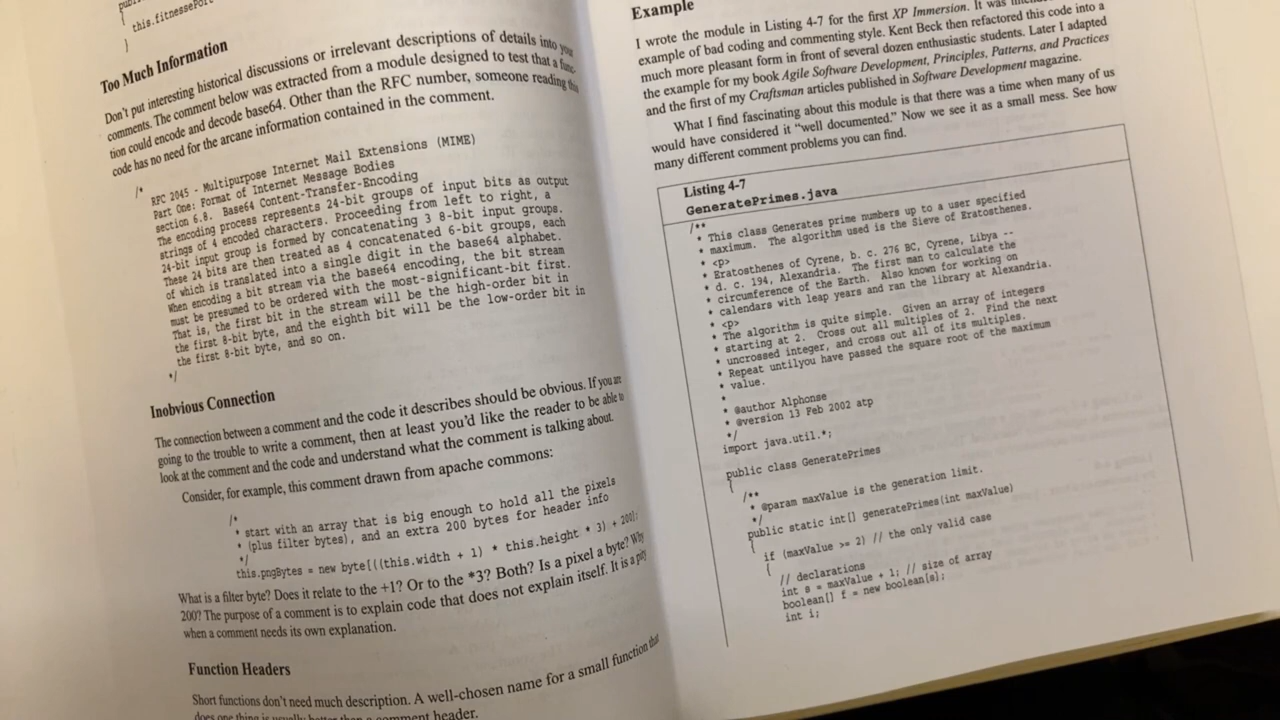 this.fitnessePort
}
Too Much Information
Don't put interesting historical discussions or irrelevant descriptions of details into your
comments. The comment below was extracted from a module designed to test that a func-
tion could encode and decode base64. Other than the RFC number, someone reading this
code has no need for the arcane information contained in the comment.
/*
RFC 2045 - Multipurpose Internet Mail Extensions (MIME)
Part One: Format of Internet Message Bodies
section 6.8. Base64 Content-Transfer-Encoding
The encoding process represents 24-bit groups of input bits as output
strings of 4 encoded characters. Proceeding from left to right, a
24-bit input group is formed by concatenating 3 8-bit input groups.
These 24 bits are then treated as 4 concatenated 6-bit groups, each
of which is translated into a single digit in the base64 alphabet.
When encoding a bit stream via the base64 encoding, the bit stream
must be presumed to be ordered with the most-significant-bit first.
That is, the first bit in the stream will be the high-order bit in
the first 8-bit byte, and the eighth bit will be the low-order bit in
the first 8-bit byte, and so on.
*/
Inobvious Connection
The connection between a comment and the code it describes should be obvious. If you are
going to the trouble to write a comment, then at least you'd like the reader to be able to
look at the comment and the code and understand what the comment is talking about.
Consider, for example, this comment drawn from apache commons:
/*
* start with an array that is big enough to hold all the pixels
* (plus filter bytes), and an extra 200 bytes for header info
*/
this.pngBytes = new byte[((this.width + 1) * this.height * 3) + 200];
What is a filter byte? Does it relate to the +1? Or to the *3? Both? Is a pixel a byte? Why
200? The purpose of a comment is to explain code that does not explain itself. It is a pity
when a comment needs its own explanation.
Function Headers
Short functions don't need much description. A well-chosen name for a small function that
does one thing is usually better than a comment header.
Example
I wrote the module in Listing 4-7 for the first XP Immersion. It was
example of bad coding and commenting style. Kent Beck then refactored this code into a
much more pleasant form in front of several dozen enthusiastic students. Later I adapted
the example for my book Agile Software Development, Principles, Patterns, and Practices
and the first of my Craftsman articles published in Software Development magazine.
What I find fascinating about this module is that there was a time when many of us
would have considered it “well documented.” Now we see it as a small mess. See how
many different comment problems you can find.
Listing 4-7
GeneratePrimes.java
/**
* This class Generates prime numbers up to a user specified
* maximum. The algorithm used is the Sieve of Eratosthenes.
* <p>
* Eratosthenes of Cyrene, b. c. 276 BC, Cyrene, Libya --
* d. c. 194, Alexandria. The first man to calculate the
* circumference of the Earth. Also known for working on
* calendars with leap years and ran the library at Alexandria.
* <p>
* The algorithm is quite simple. Given an array of integers
* starting at 2. Cross out all multiples of 2. Find the next
* uncrossed integer, and cross out all of its multiples.
* Repeat untilyou have passed the square root of the maximum
* value.
*
* @author Alphonse
* @version 13 Feb 2002 atp
*/
import java.util.*;
public class GeneratePrimes
{
/**
* @param maxValue is the generation limit.
*/
public static int[] generatePrimes(int maxValue)
{
if (maxValue >= 2) // the only valid case
{
// declarations
int s = maxValue + 1; // size of array
boolean[] f = new boolean[s];
int i;